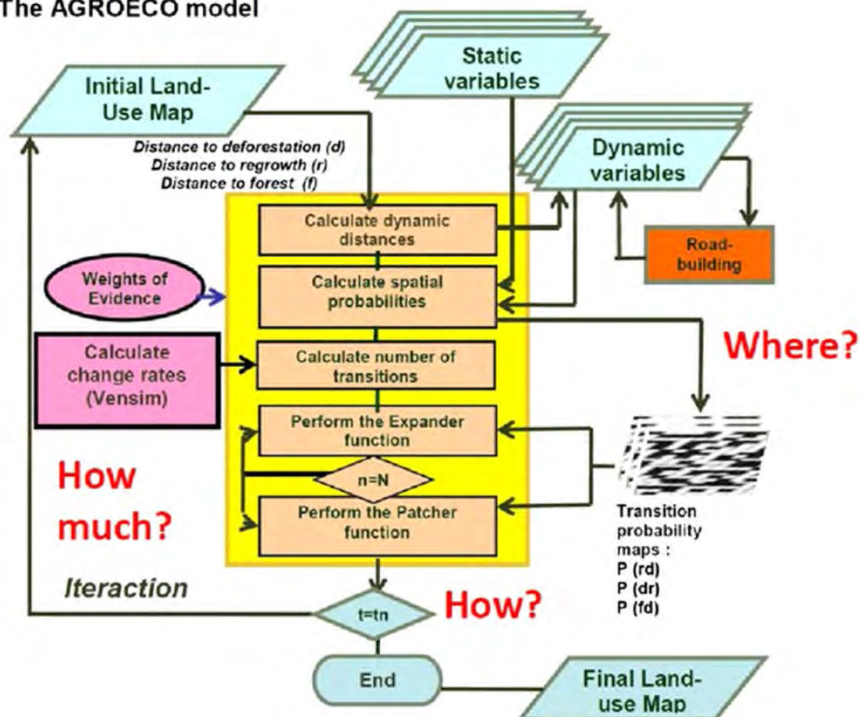 The AGROECO model
Static
variables
Initial Land-
Use Map
Distance to deforestation (d)
Distance to regrowth (r)
Distance to forest (f)
Dynamic
variables
Road-
building
Calculate dynamic
distances
Weights of
Evidence
Calculate spatial
probabilities
Where?
Calculate
change rates
(Vensim)
Calculate number of
transitions
Perform the Expander
function
How
much?
n=N
Perform the Patcher
function
Transition
probability
maps :
P (rd)
P (dr)
P (fd)
Iteraction
t=tn
How?
End
Final Land-
use Map